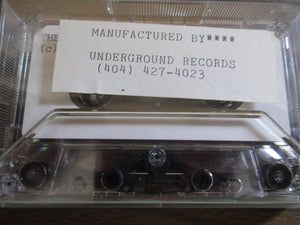 MANUFACTURED BY****
UNDERGROUND RECORDS
(404) 427-4023
(c)